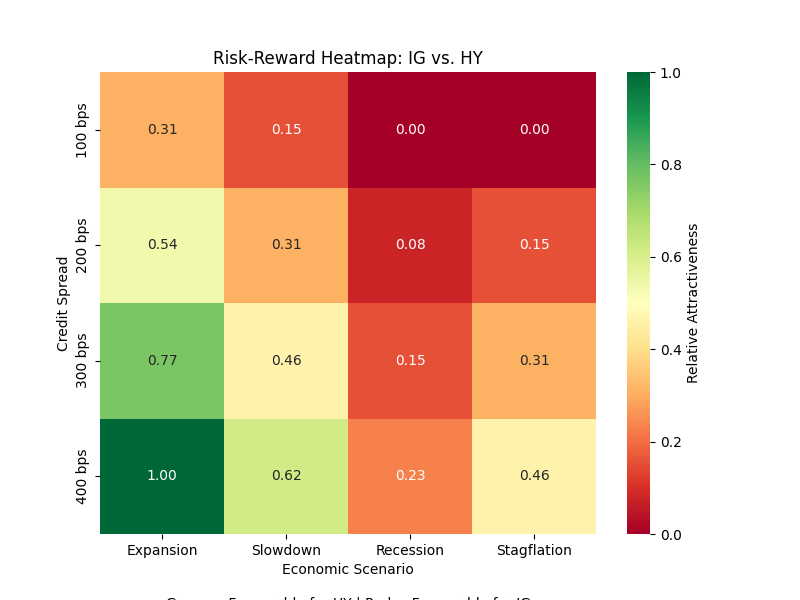 Risk-Reward Heatmap: IG vs. HY
1.0
100 bps 0.31 0.15 0.00 0.00
0.8
200 bps 0.54 0.31 0.08 0.15
0.6
Credit Spread
Relative Attractiveness
0.4
300 bps 0.77 0.46 0.15 0.31
0.2
400 bps 1.00 0.62 0.23 0.46
0.0
Expansion Slowdown Recession Stagflation
Economic Scenario